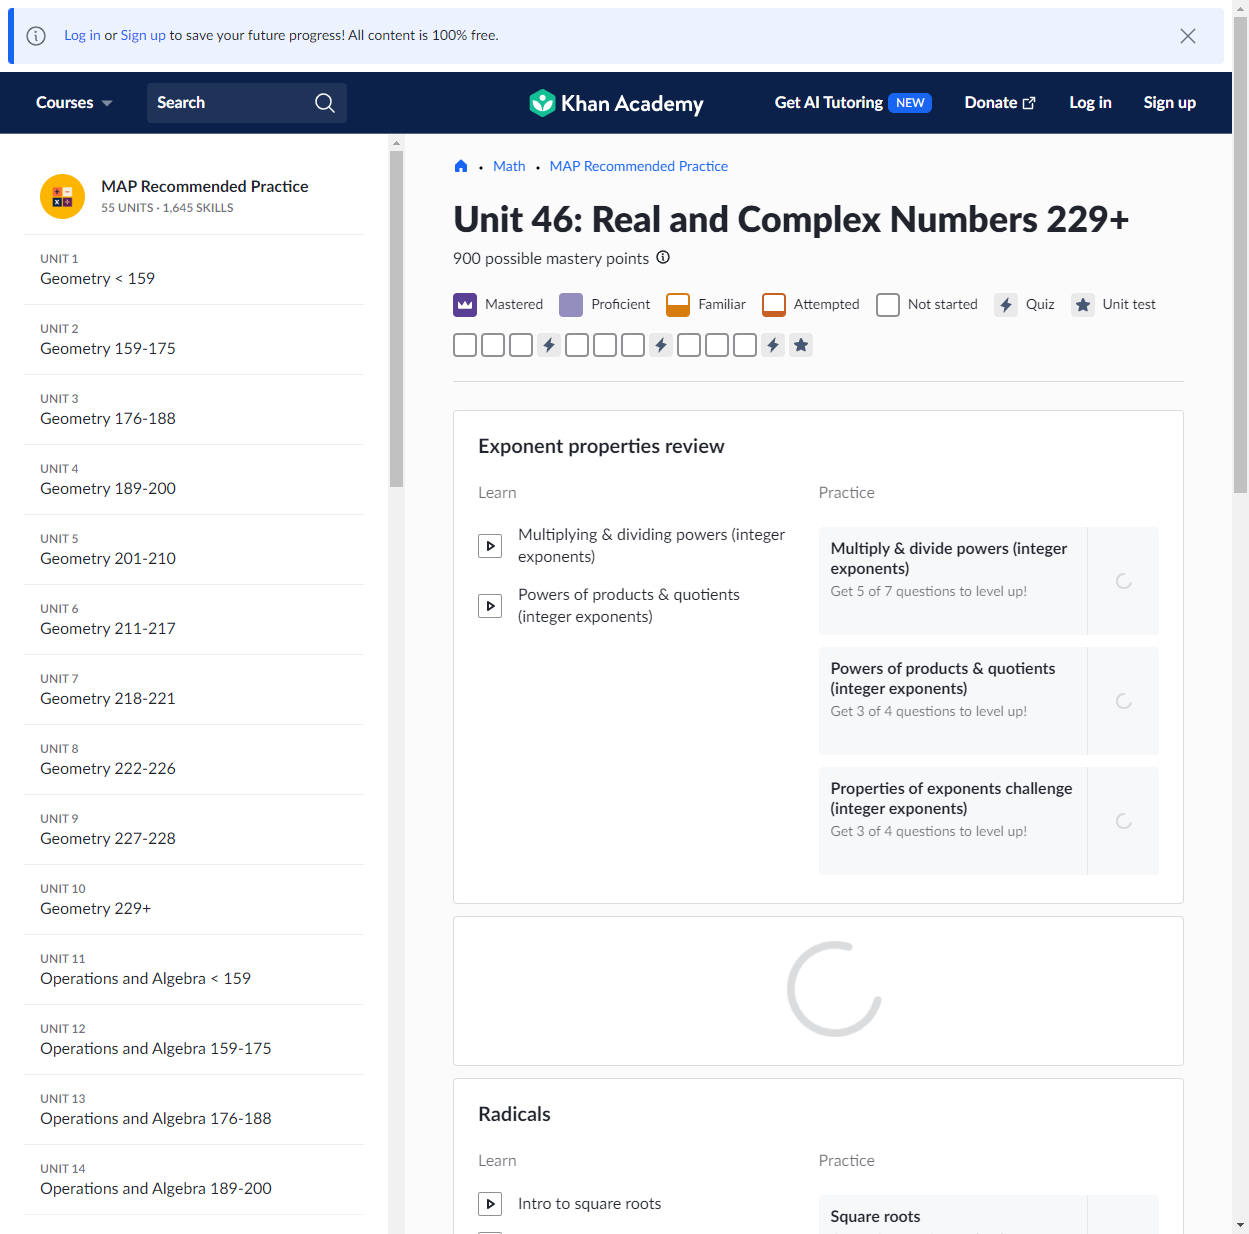 Log in or Sign up to save your future progress! All content is 100% free.
Courses
Search
Khan Academy
Get AI Tutoring NEW
Donate
Log in
Sign up
MAP Recommended Practice
55 UNITS · 1,645 SKILLS
UNIT 1
Geometry < 159
UNIT 2
Geometry 159-175
UNIT 3
Geometry 176-188
UNIT 4
Geometry 189-200
UNIT 5
Geometry 201-210
UNIT 6
Geometry 211-217
UNIT 7
Geometry 218-221
UNIT 8
Geometry 222-226
UNIT 9
Geometry 227-228
UNIT 10
Geometry 229+
UNIT 11
Operations and Algebra < 159
UNIT 12
Operations and Algebra 159-175
UNIT 13
Operations and Algebra 176-188
UNIT 14
Operations and Algebra 189-200
Math
MAP Recommended Practice
Unit 46: Real and Complex Numbers 229+
900 possible mastery points
Mastered
Proficient
Familiar
Attempted
Not started
Quiz
Unit test
Exponent properties review
Learn
Multiplying & dividing powers (integer
exponents)
Powers of products & quotients
(integer exponents)
Practice
Multiply & divide powers (integer
exponents)
Get 5 of 7 questions to level up!
Powers of products & quotients
(integer exponents)
Get 3 of 4 questions to level up!
Properties of exponents challenge
(integer exponents)
Get 3 of 4 questions to level up!
Radicals
Learn
Intro to square roots
Practice
Square roots